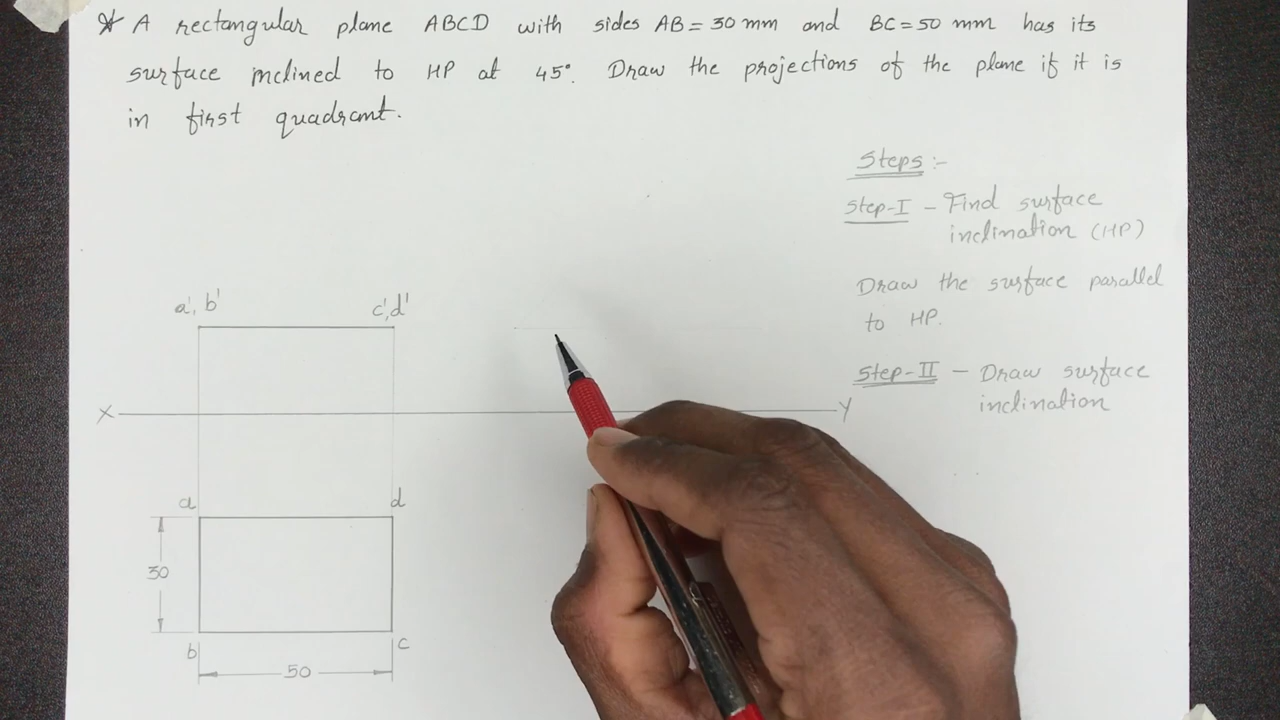 * A rectangular plane ABCD with sides AB = 30 mm and BC = 50 mm has its
surface inclined to HP at 45°. Draw the projections of the plane if it is
in first quadrant.
Steps :-
Step-I - Find surface
inclination (HP)
Draw the surface parallel
to HP.
Step-II - Draw surface
inclination
a', b' c', d'
X Y
a d
30
b c
50